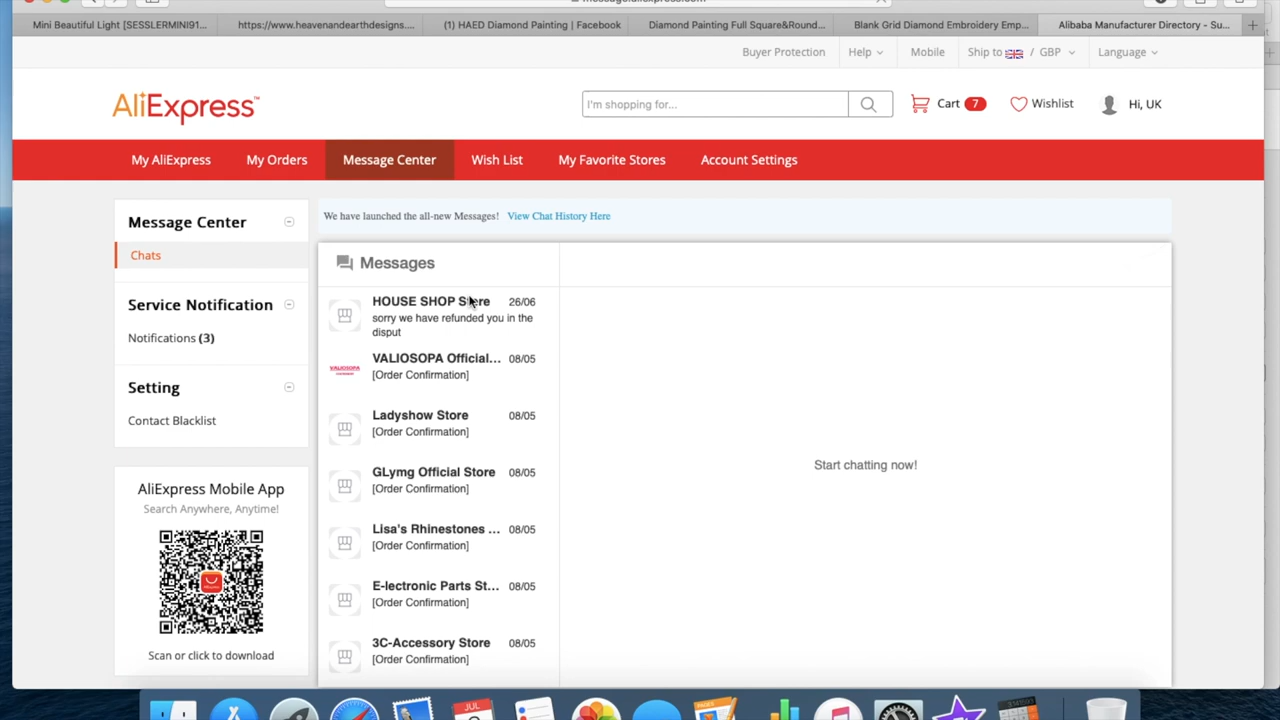 message.aliexpress.com
Mini Beautiful Light [SESSLERMINI91...
https://www.heavenandearthdesigns....
(1) HAED Diamond Painting | Facebook
Diamond Painting Full Square&Round...
Blank Grid Diamond Embroidery Emp...
Alibaba Manufacturer Directory - Su...
Buyer Protection
Help
Mobile
Ship to / GBP
Language
AliExpress™
I'm shopping for...
Cart 7
Wishlist
Hi, UK
My AliExpress
My Orders
Message Center
Wish List
My Favorite Stores
Account Settings
Message Center
Chats
Service Notification
Notifications (3)
Setting
Contact Blacklist
AliExpress Mobile App
Search Anywhere, Anytime!
Scan or click to download
We have launched the all-new Messages! View Chat History Here
Messages
HOUSE SHOP Store 26/06
sorry we have refunded you in the
disput
VALIOSOPA Official... 08/05
[Order Confirmation]
Ladyshow Store 08/05
[Order Confirmation]
GLymg Official Store 08/05
[Order Confirmation]
Lisa's Rhinestones ... 08/05
[Order Confirmation]
E-lectronic Parts St... 08/05
[Order Confirmation]
3C-Accessory Store 08/05
[Order Confirmation]
Start chatting now!
VALIOSOPA
JUL
PAGES